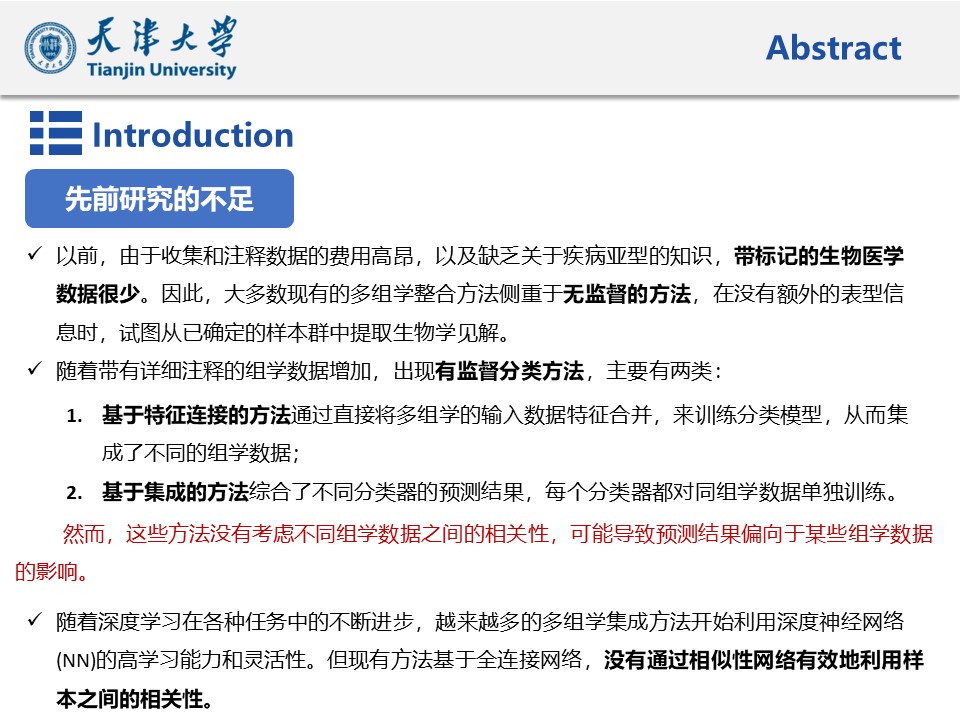 天津大学
Tianjin University
Abstract
Introduction
先前研究的不足
✓ 以前，由于收集和注释数据的费用高昂，以及缺乏关于疾病亚型的知识，带标记的生物医学
数据很少。因此，大多数现有的多组学整合方法侧重于无监督的方法，在没有额外的表型信
息时，试图从已确定的样本群中提取生物学见解。
✓ 随着带有详细注释的组学数据增加，出现有监督分类方法，主要有两类：
1. 基于特征连接的方法通过直接将多组学的输入数据特征合并，来训练分类模型，从而集
成了不同的组学数据；
2. 基于集成的方法综合了不同分类器的预测结果，每个分类器都对同组学数据单独训练。
然而，这些方法没有考虑不同组学数据之间的相关性，可能导致预测结果偏向于某些组学数据
的影响。
✓ 随着深度学习在各种任务中的不断进步，越来越多的多组学集成方法开始利用深度神经网络
(NN)的高学习能力和灵活性。但现有方法基于全连接网络，没有通过相似性网络有效地利用样
本之间的相关性。